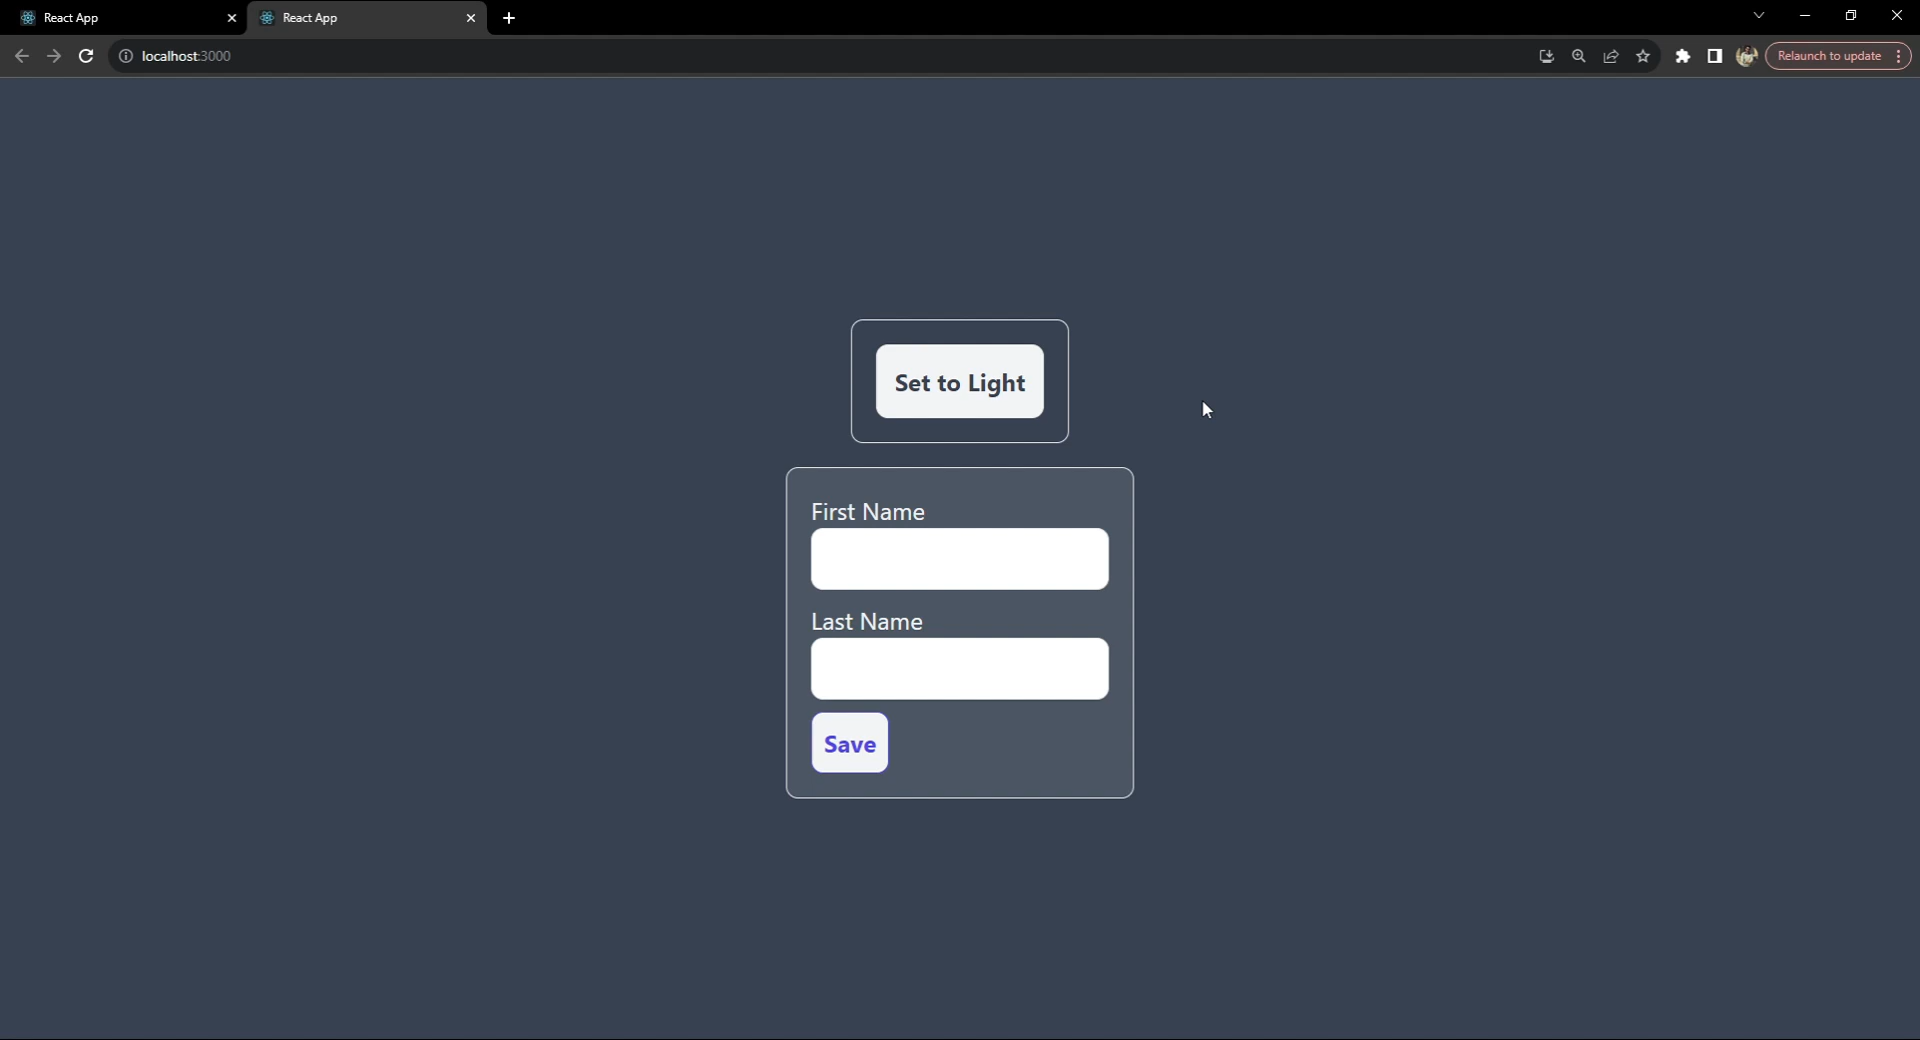 React App
React App
localhost:3000
Relaunch to update
Set to Light
First Name
Last Name
Save